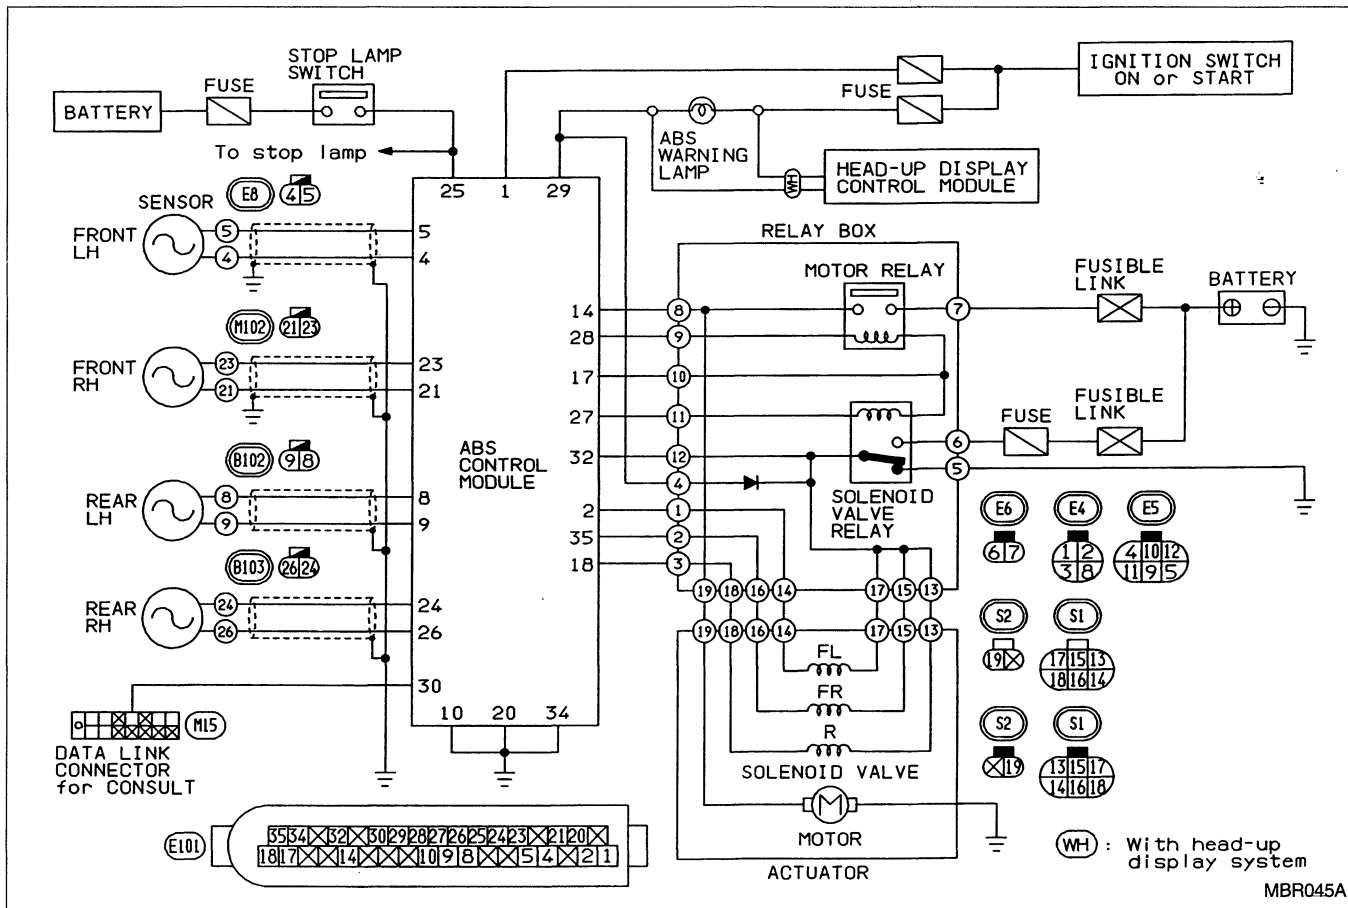 STOP LAMP
SWITCH
FUSE
BATTERY
To stop lamp
IGNITION SWITCH
ON or START
FUSE
ABS
WARNING
LAMP
WH
HEAD-UP DISPLAY
CONTROL MODULE
25 1 29
E8 4 5
SENSOR
FRONT
LH
5 5
4 4
M102 21 23
FRONT
RH
23 23
21 21
B102 9 8
REAR
LH
8 8
9 9
B103 26 24
REAR
RH
24 24
26 26
30
M15
DATA LINK
CONNECTOR
for CONSULT
ABS
CONTROL
MODULE
10 20 34
14 8
28 9
17 10
27 11
32 12
4
2 1
35 2
18 3
RELAY BOX
MOTOR RELAY
7
6
5
SOLENOID
VALVE
RELAY
FUSIBLE
LINK
BATTERY
FUSE
FUSIBLE
LINK
19 18 16 14 17 15 13
19 18 16 14 17 15 13
FL
FR
R
SOLENOID VALVE
M
MOTOR
ACTUATOR
E6 E4 E5
6 7
1 2
3 8
4 10 12
11 9 5
S2 S1
19
17 15 13
18 16 14
S2 S1
19
13 15 17
14 16 18
WH : With head-up
display system
E101
35 34 32 30 29 28 27 26 25 24 23 21 20
18 17 14 10 9 8 5 4 2 1
MBR045A